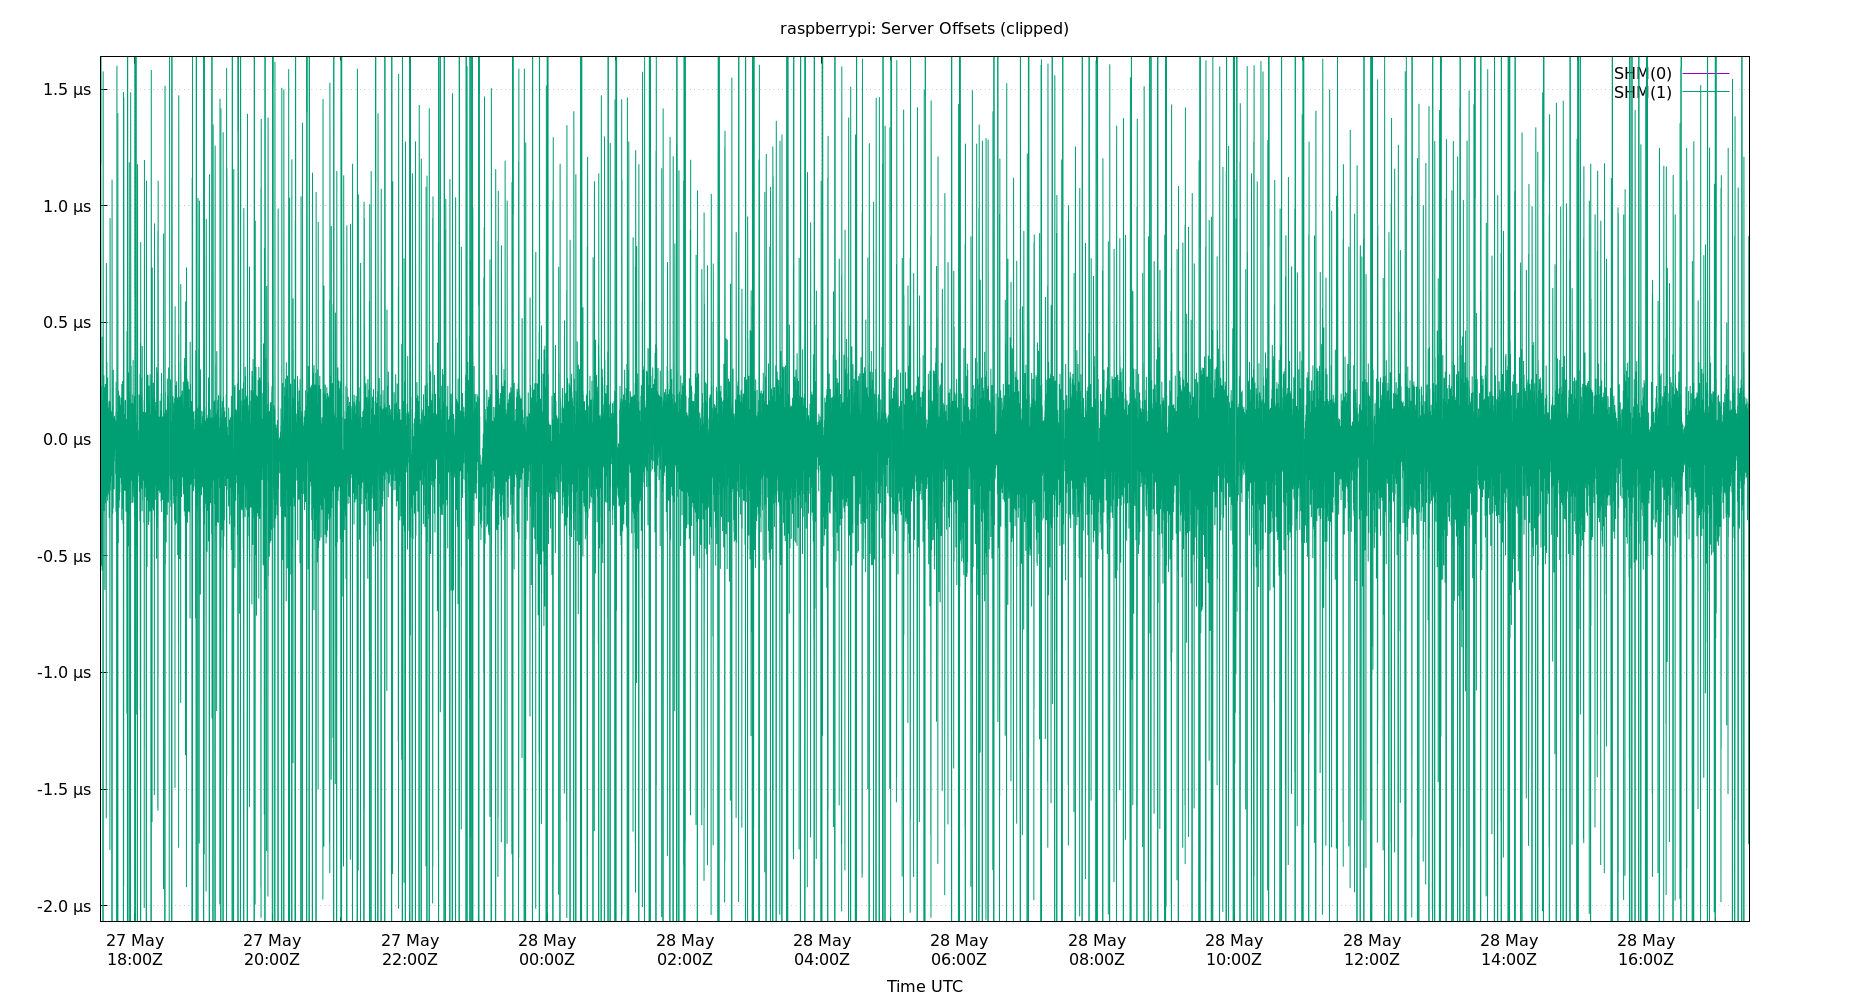 raspberrypi: Server Offsets (clipped)
SHM(0)
SHM(1)
1.5 µs
1.0 µs
0.5 µs
0.0 µs
-0.5 µs
-1.0 µs
-1.5 µs
-2.0 µs
27 May 27 May 27 May 28 May 28 May 28 May 28 May 28 May 28 May 28 May 28 May 28 May
18:00Z 20:00Z 22:00Z 00:00Z 02:00Z 04:00Z 06:00Z 08:00Z 10:00Z 12:00Z 14:00Z 16:00Z
Time UTC